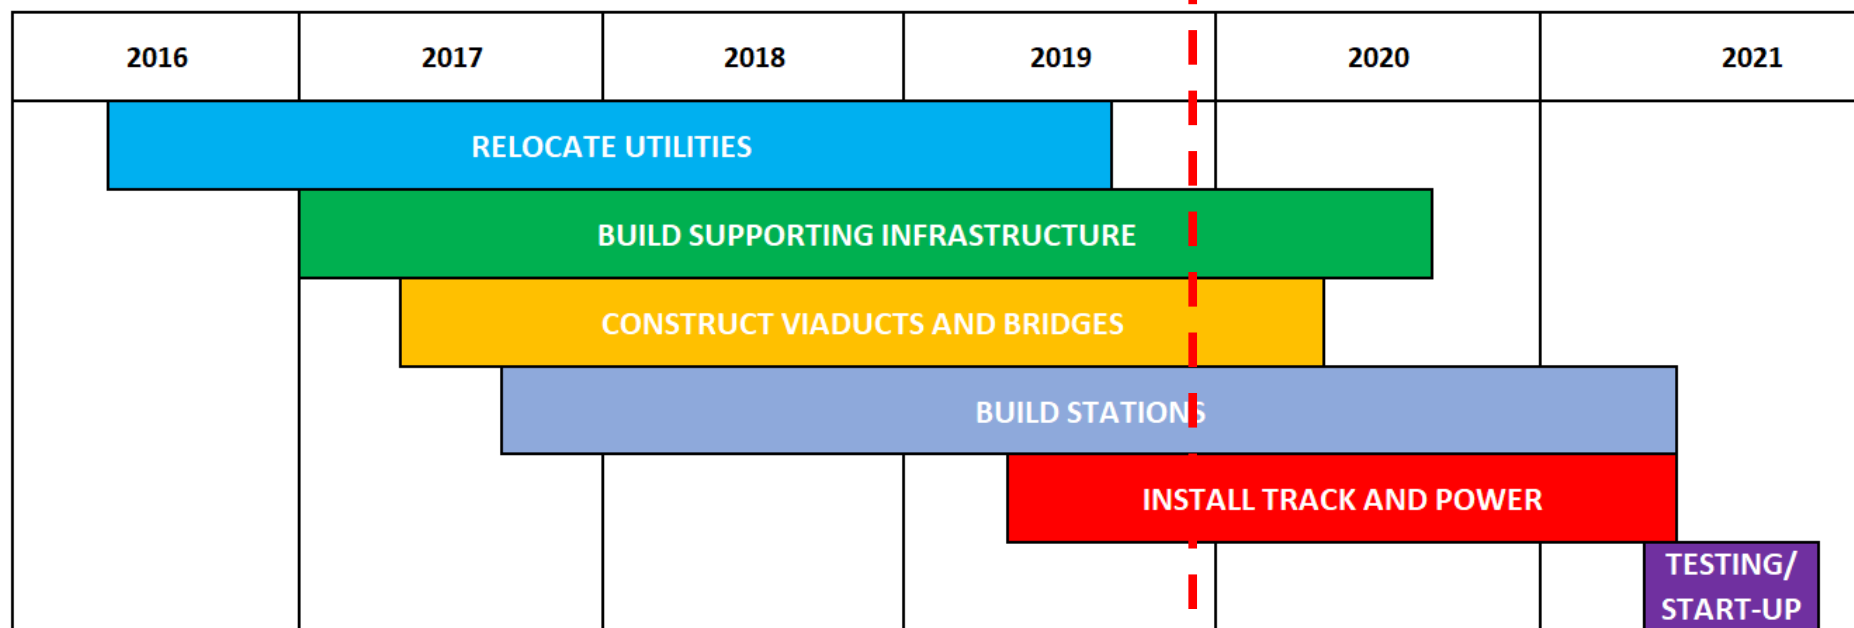 2016 2017 2018 2019 2020 2021
RELOCATE UTILITIES
BUILD SUPPORTING INFRASTRUCTURE
CONSTRUCT VIADUCTS AND BRIDGES
BUILD STATIONS
INSTALL TRACK AND POWER
TESTING/
START-UP